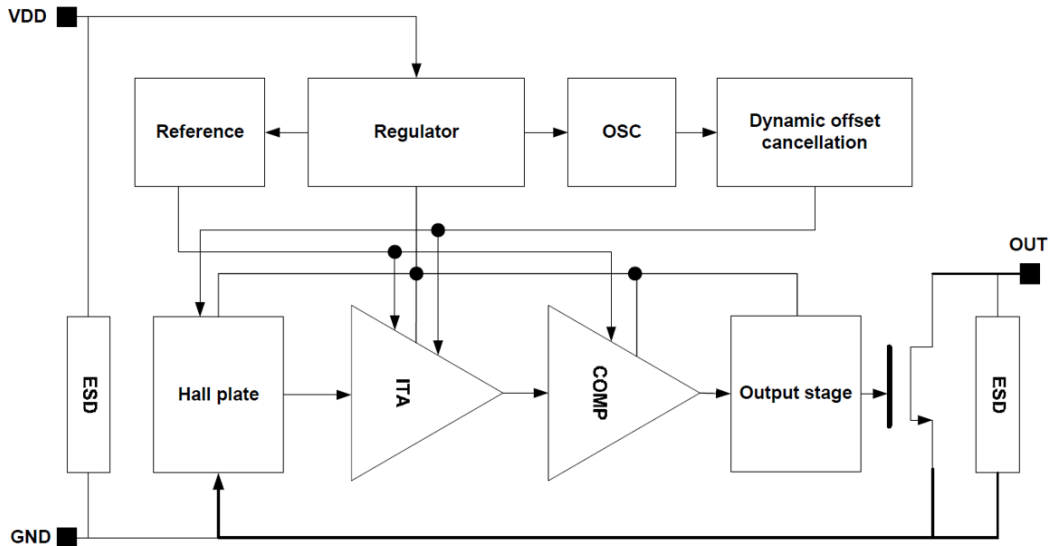 VDD
Reference
Regulator
OSC
Dynamic offset
cancellation
OUT
ESD
Hall plate
ITA
COMP
Output stage
ESD
GND